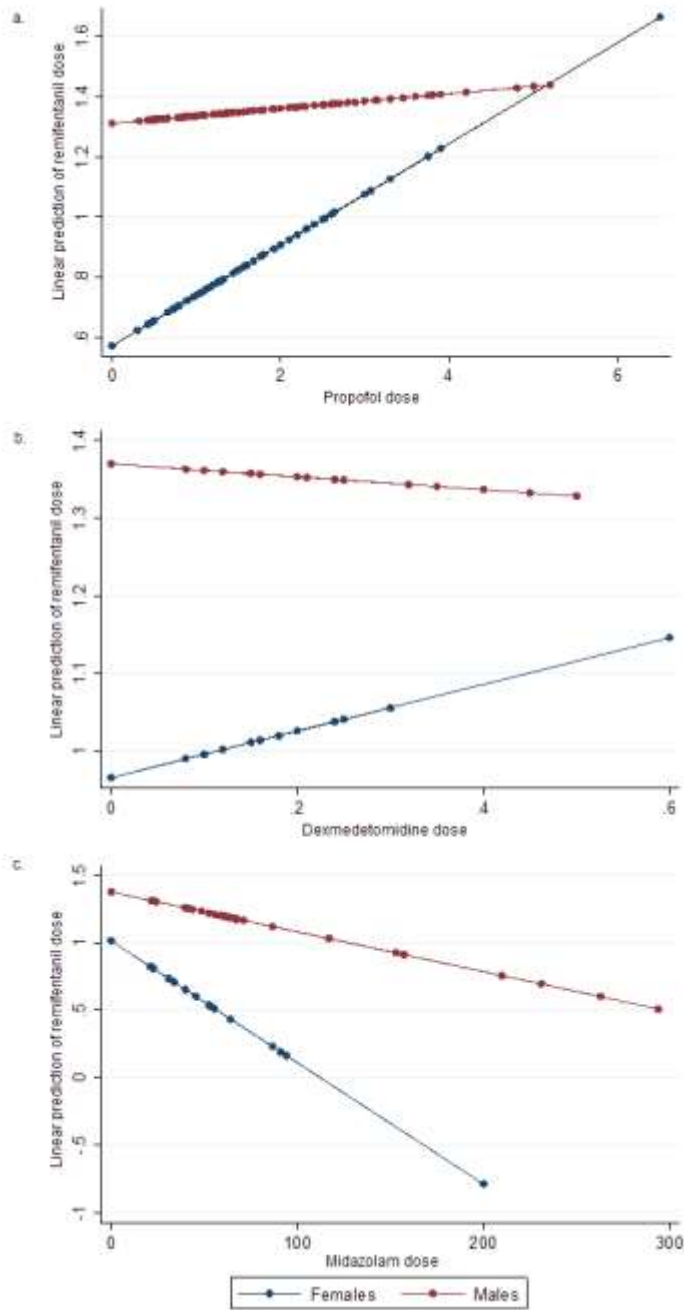 a.
1.6
1.4
1.2
1
.8
.6
Linear prediction of remifentanil dose
0 2 4 6
Propofol dose
1.4
1.3
1.2
1.1
1
Linear prediction of remifentanil dose
0 .2 .4 .6
Dexmedetomidine dose
c.
1.5
1
.5
0
-.5
-1
Linear prediction of remifentanil dose
0 100 200 300
Midazolam dose
Females Males